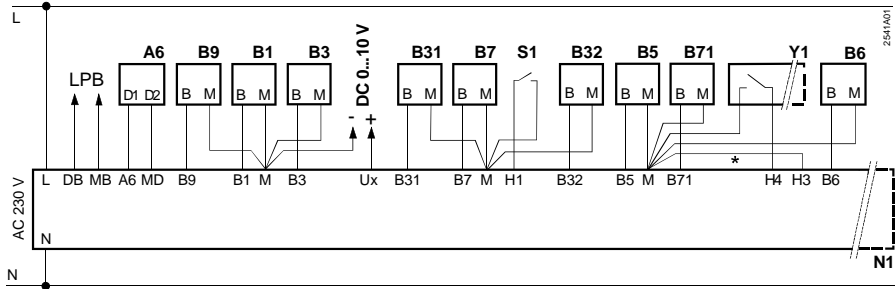 L
2541A01
A6 B9 B1 B3 DC 0...10 V B31 B7 S1 B32 B5 B71 Y1 B6
LPB
D1 D2 B M B M B M - + B M B M B M B M B M B M
L DB MB A6 MD B9 B1 M B3 Ux B31 B7 M H1 B32 B5 M B71 * H4 H3 B6
AC 230 V
N
N1
N